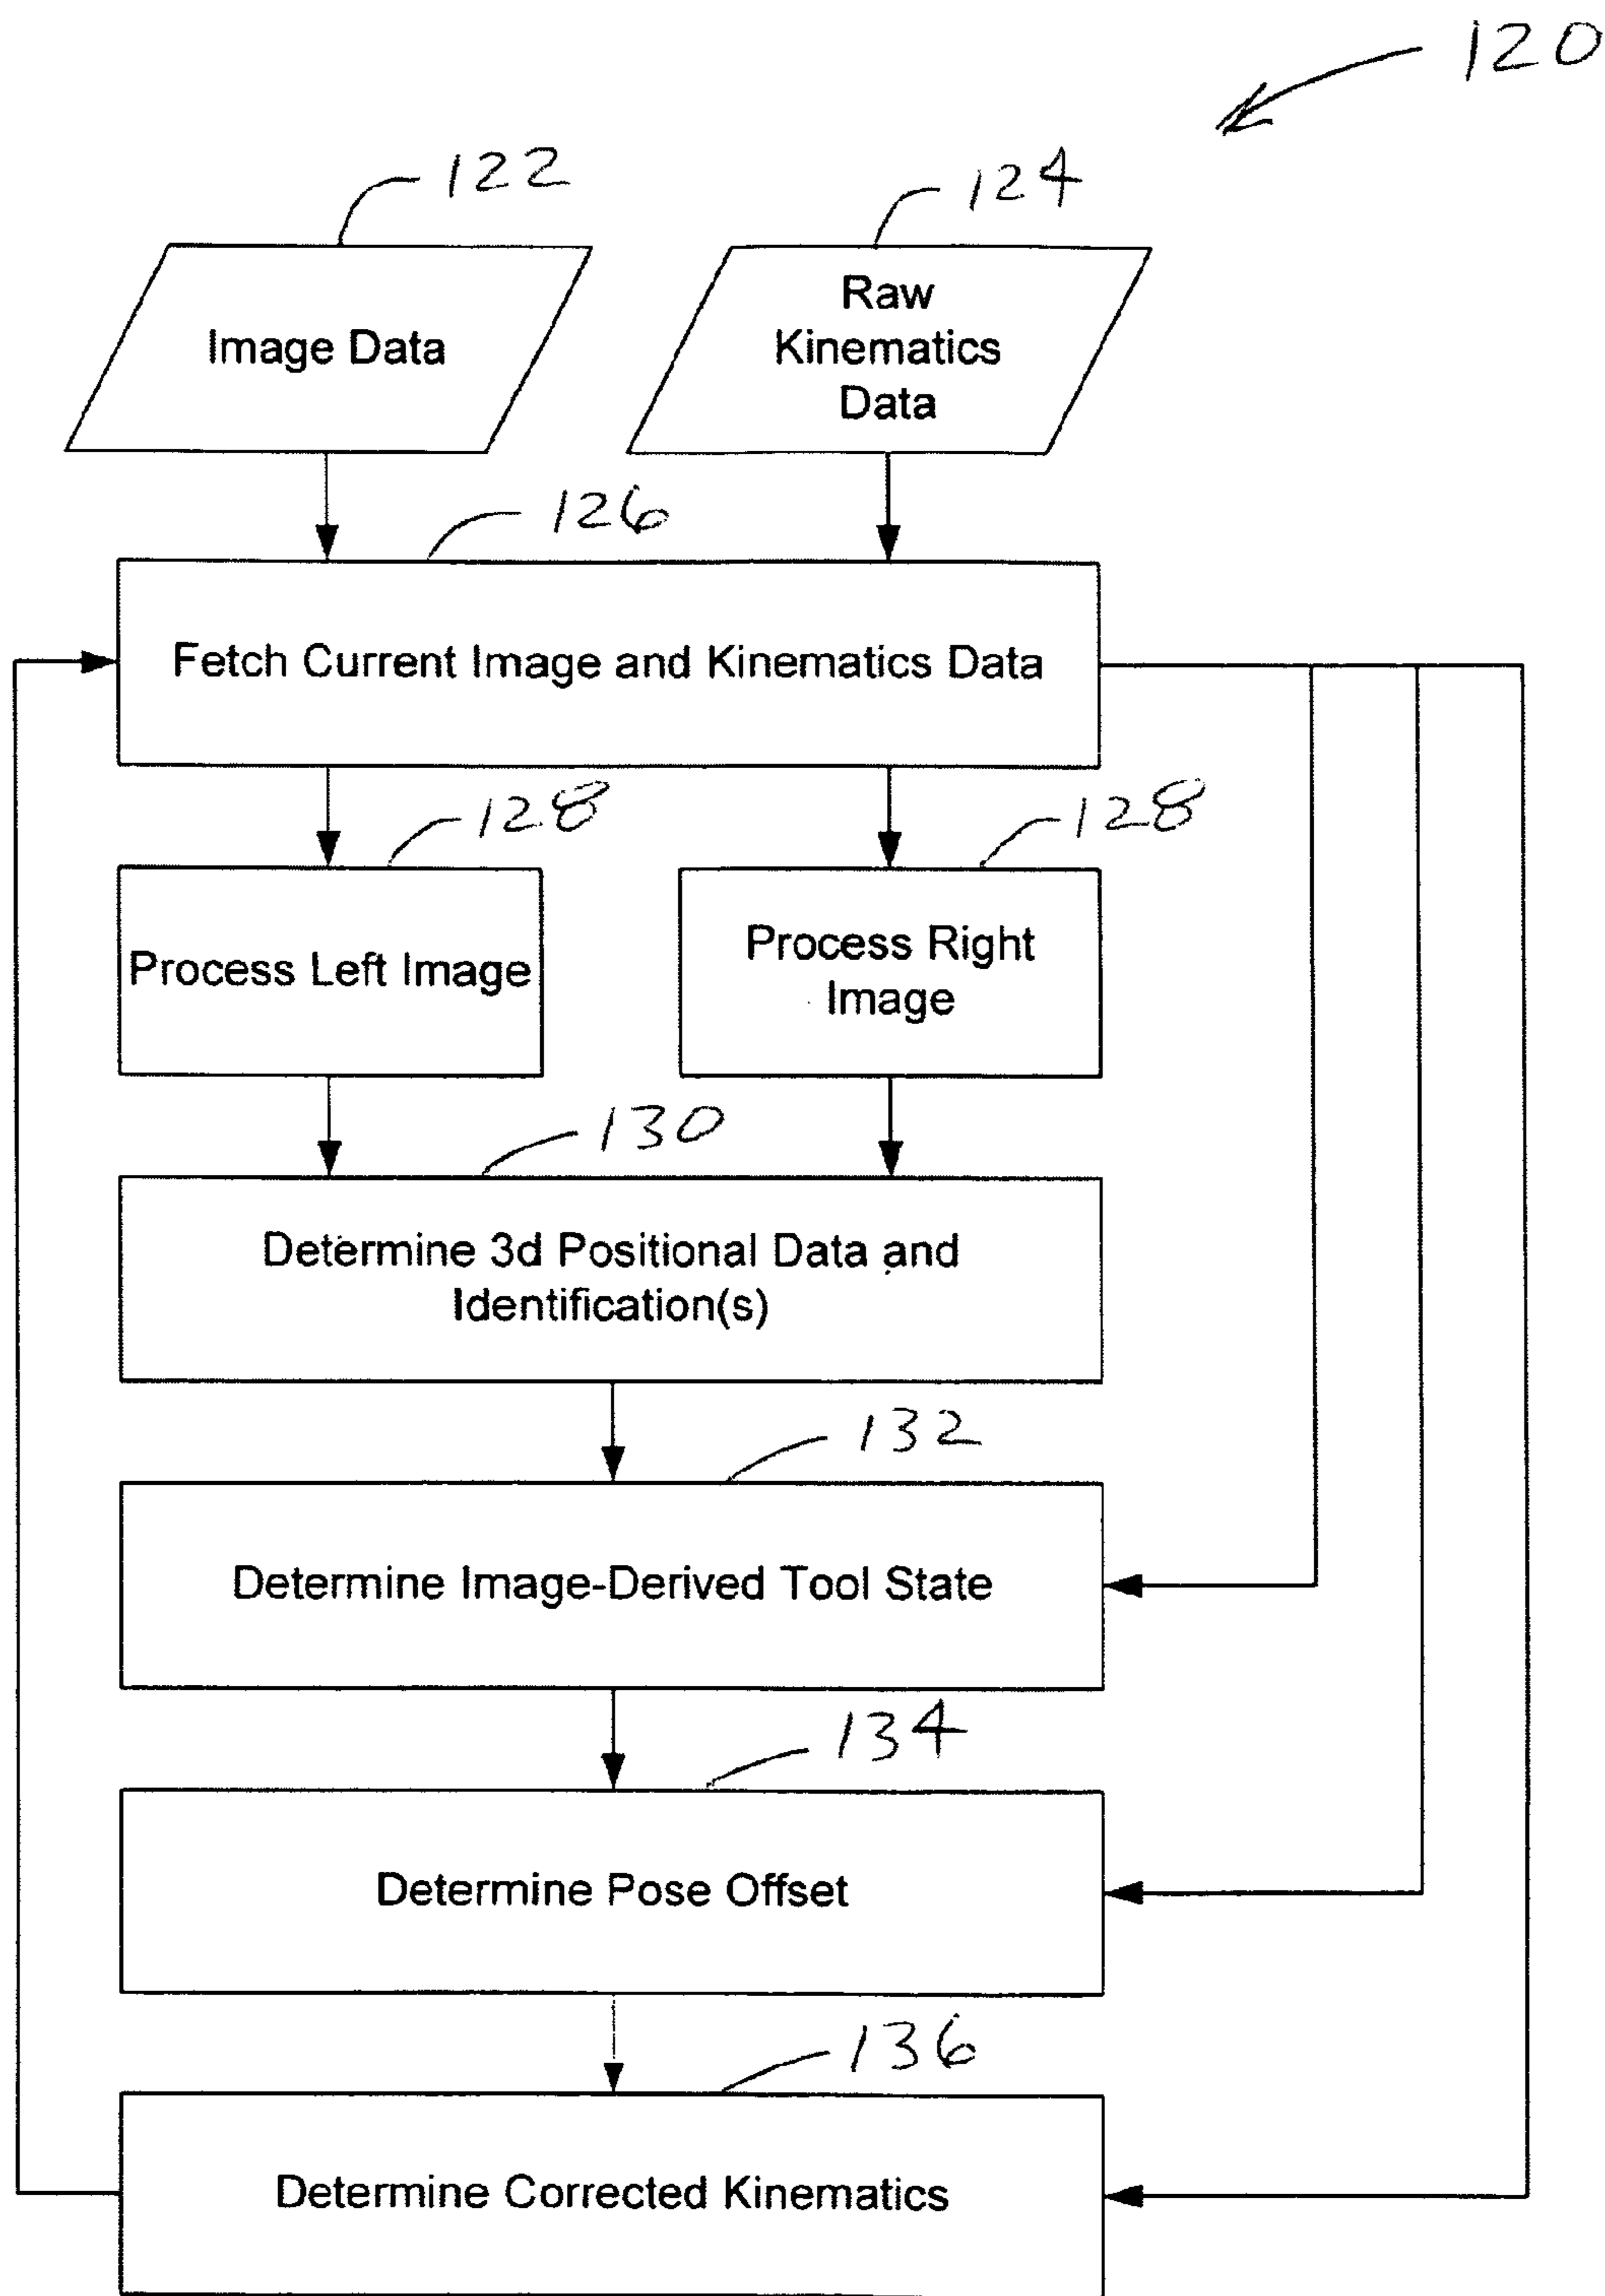 120
122
124
Image Data
Raw
Kinematics
Data
126
Fetch Current Image and Kinematics Data
128
128
Process Left Image
Process Right
Image
130
Determine 3d Positional Data and
Identification(s)
132
Determine Image-Derived Tool State
134
Determine Pose Offset
136
Determine Corrected Kinematics